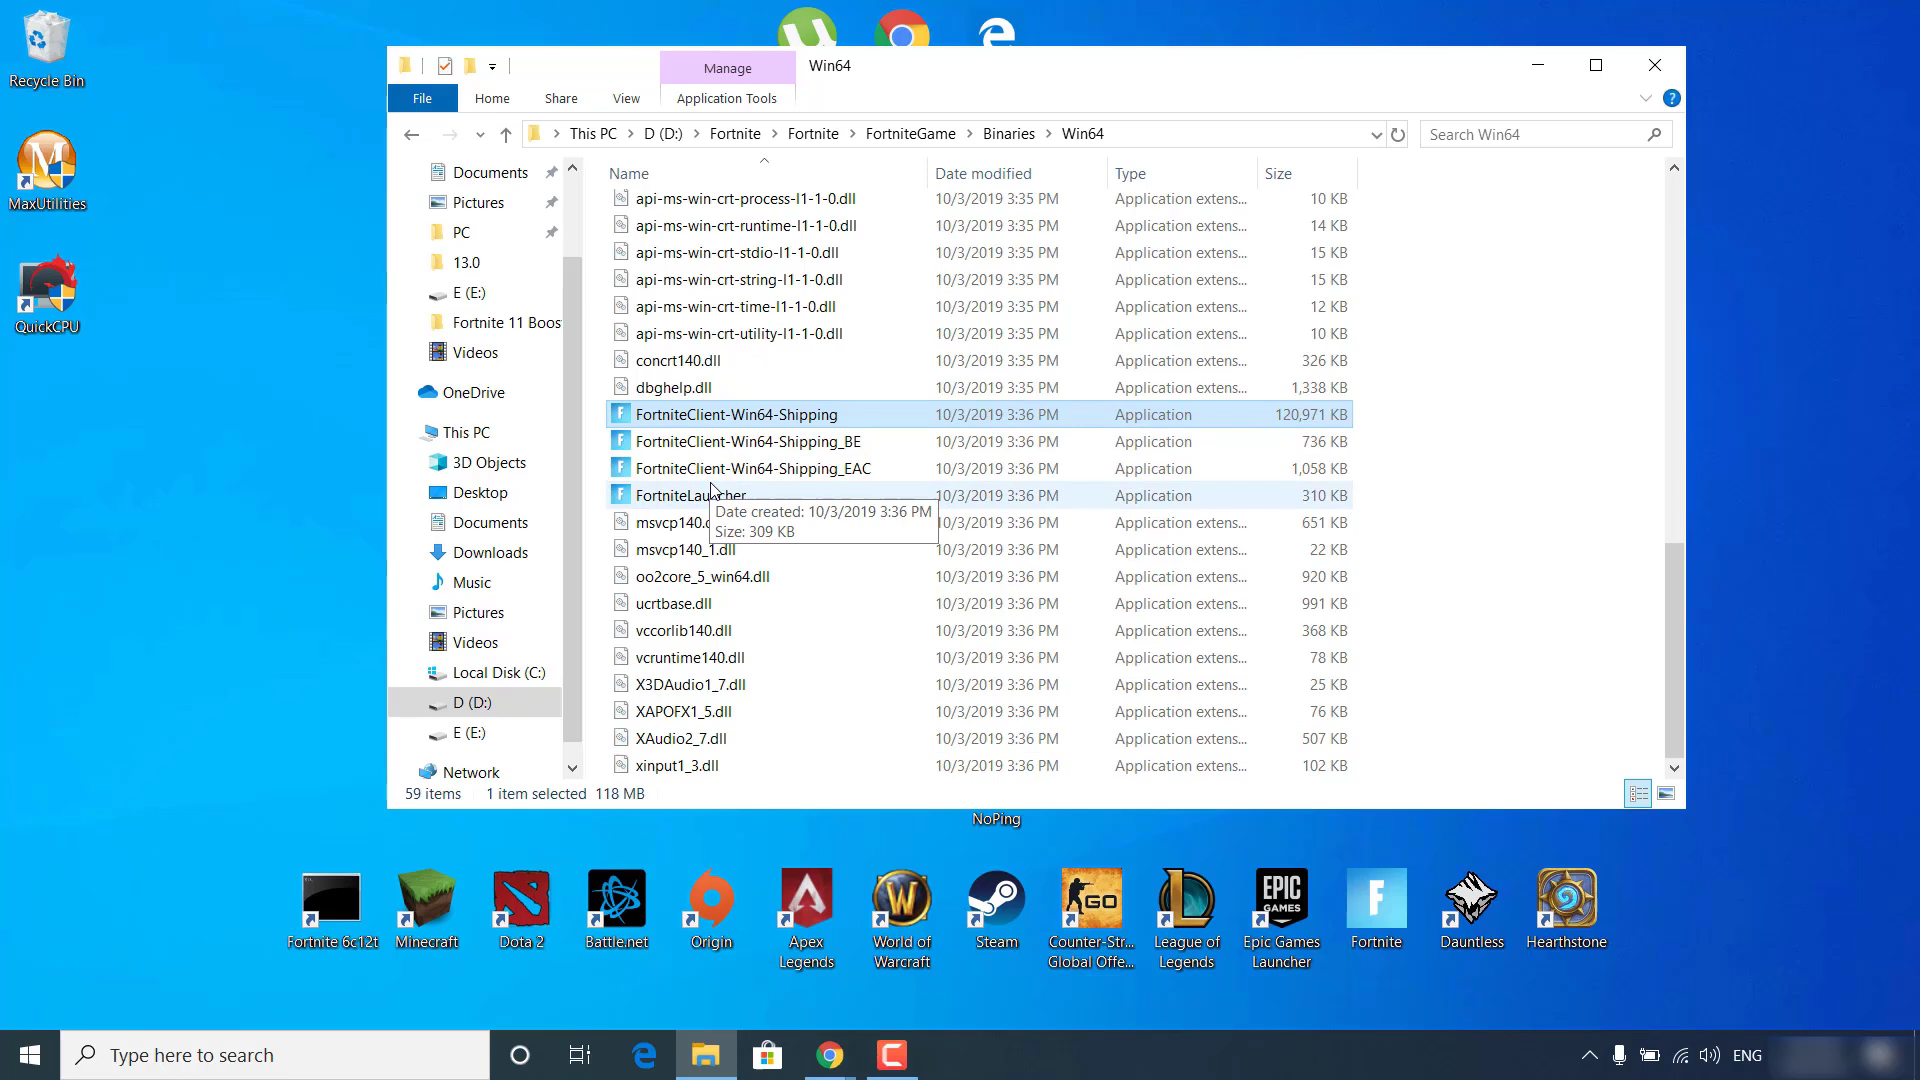 Recycle Bin
MaxUtilities
QuickCPU
Manage
Win64
File
Home
Share
View
Application Tools
This PC
D (D:)
Fortnite
Fortnite
FortniteGame
Binaries
Win64
Search Win64
Documents
Pictures
PC
13.0
E (E:)
Fortnite 11 Boos
Videos
OneDrive
This PC
3D Objects
Desktop
Documents
Downloads
Music
Pictures
Videos
Local Disk (C:)
D (D:)
E (E:)
Network
Name Date modified Type Size
api-ms-win-crt-process-l1-1-0.dll 10/3/2019 3:35 PM Application extens... 10 KB
api-ms-win-crt-runtime-l1-1-0.dll 10/3/2019 3:35 PM Application extens... 14 KB
api-ms-win-crt-stdio-l1-1-0.dll 10/3/2019 3:35 PM Application extens... 15 KB
api-ms-win-crt-string-l1-1-0.dll 10/3/2019 3:35 PM Application extens... 15 KB
api-ms-win-crt-time-l1-1-0.dll 10/3/2019 3:35 PM Application extens... 12 KB
api-ms-win-crt-utility-l1-1-0.dll 10/3/2019 3:35 PM Application extens... 10 KB
concrt140.dll 10/3/2019 3:35 PM Application extens... 326 KB
dbghelp.dll 10/3/2019 3:35 PM Application extens... 1,338 KB
FortniteClient-Win64-Shipping 10/3/2019 3:36 PM Application 120,971 KB
FortniteClient-Win64-Shipping_BE 10/3/2019 3:36 PM Application 736 KB
FortniteClient-Win64-Shipping_EAC 10/3/2019 3:36 PM Application 1,058 KB
FortniteLauncher 10/3/2019 3:36 PM Application 310 KB
Date created: 10/3/2019 3:36 PM
Size: 309 KB
msvcp140.d 10/3/2019 3:36 PM Application extens... 651 KB
msvcp140_1.dll 10/3/2019 3:36 PM Application extens... 22 KB
oo2core_5_win64.dll 10/3/2019 3:36 PM Application extens... 920 KB
ucrtbase.dll 10/3/2019 3:36 PM Application extens... 991 KB
vccorlib140.dll 10/3/2019 3:36 PM Application extens... 368 KB
vcruntime140.dll 10/3/2019 3:36 PM Application extens... 78 KB
X3DAudio1_7.dll 10/3/2019 3:36 PM Application extens... 25 KB
XAPOFX1_5.dll 10/3/2019 3:36 PM Application extens... 76 KB
XAudio2_7.dll 10/3/2019 3:36 PM Application extens... 507 KB
xinput1_3.dll 10/3/2019 3:36 PM Application extens... 102 KB
59 items 1 item selected 118 MB
NoPing
GO
EPIC
GAMES
Fortnite 6c12t
Minecraft
Dota 2
Battle.net
Origin
Apex
Legends
World of
Warcraft
Steam
Counter-Str...
Global Offe...
League of
Legends
Epic Games
Launcher
Fortnite
Dauntless
Hearthstone
Type here to search
ENG